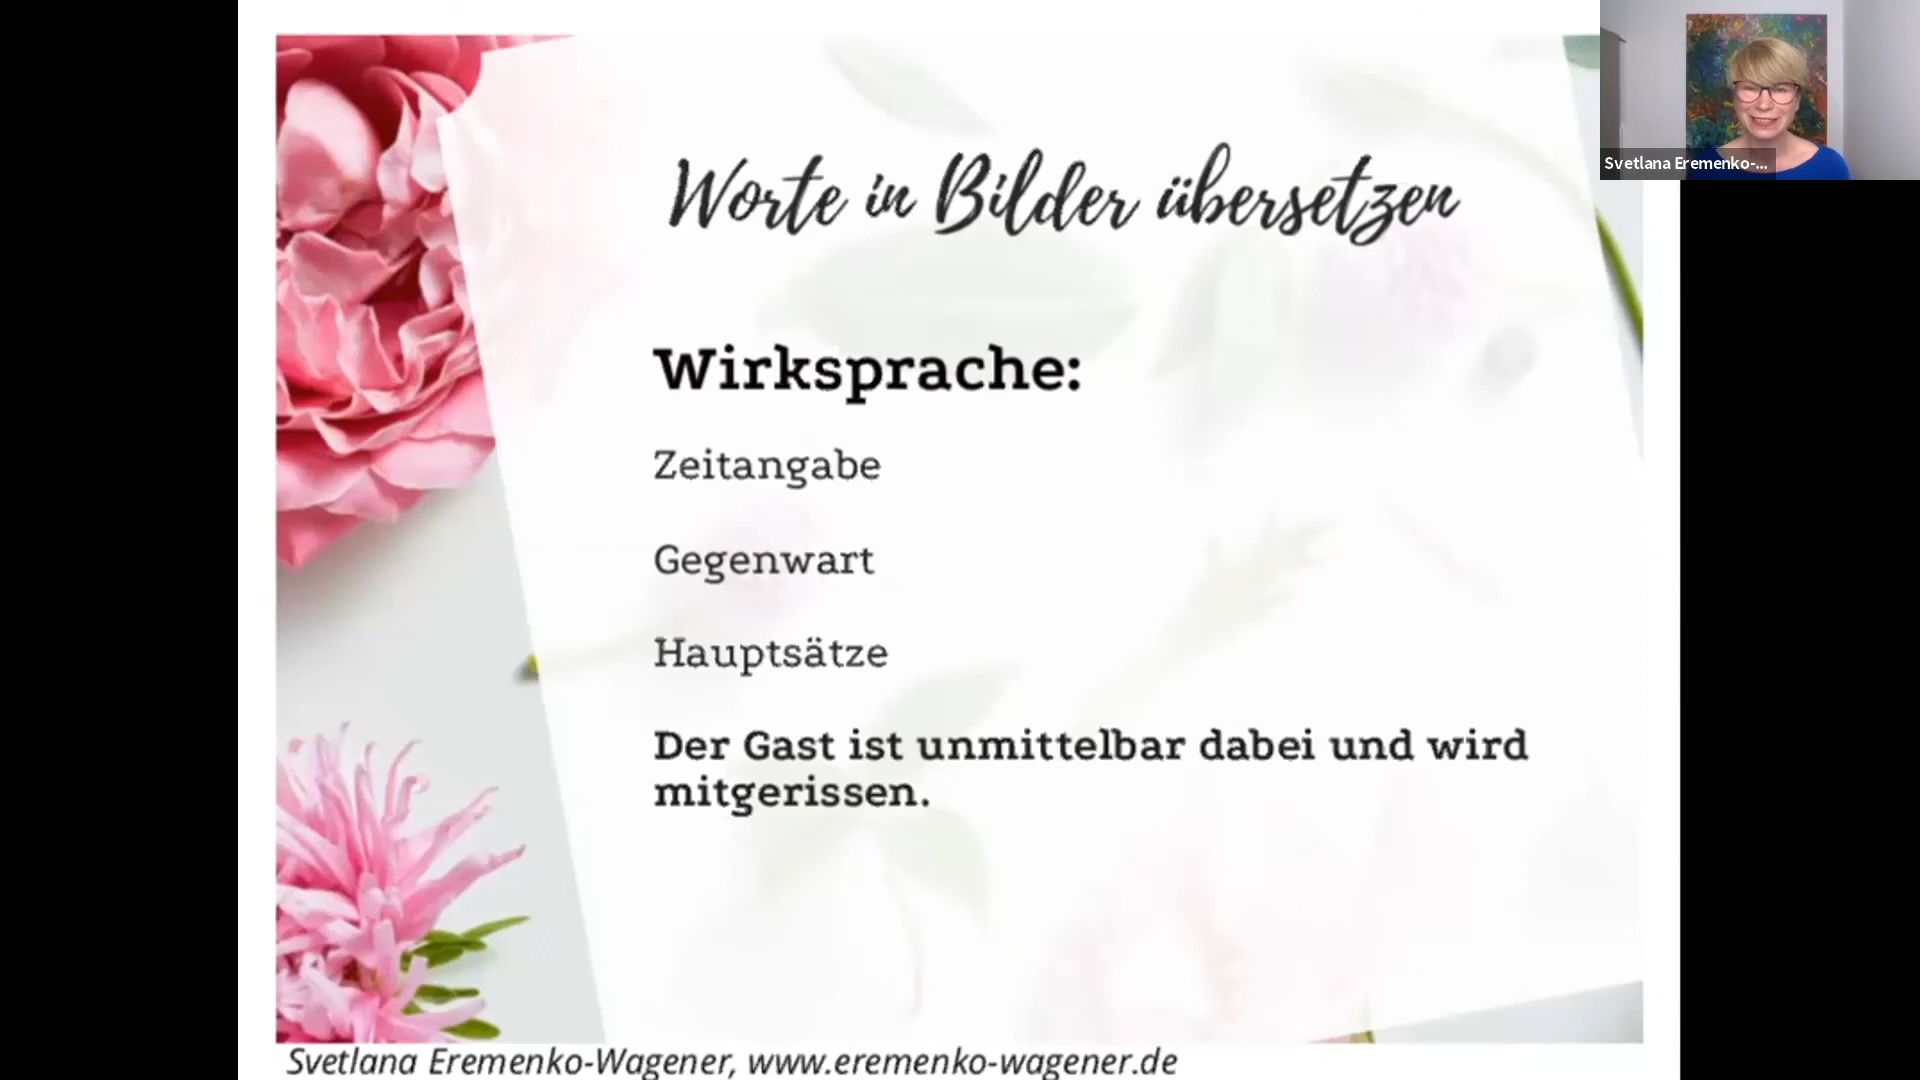 Svetlana Eremenko-...
Worte in Bilder übersetzen
Wirksprache:
Zeitangabe
Gegenwart
Hauptsätze
Der Gast ist unmittelbar dabei und wird
mitgerissen.
Svetlana Eremenko-Wagener, www.eremenko-wagener.de